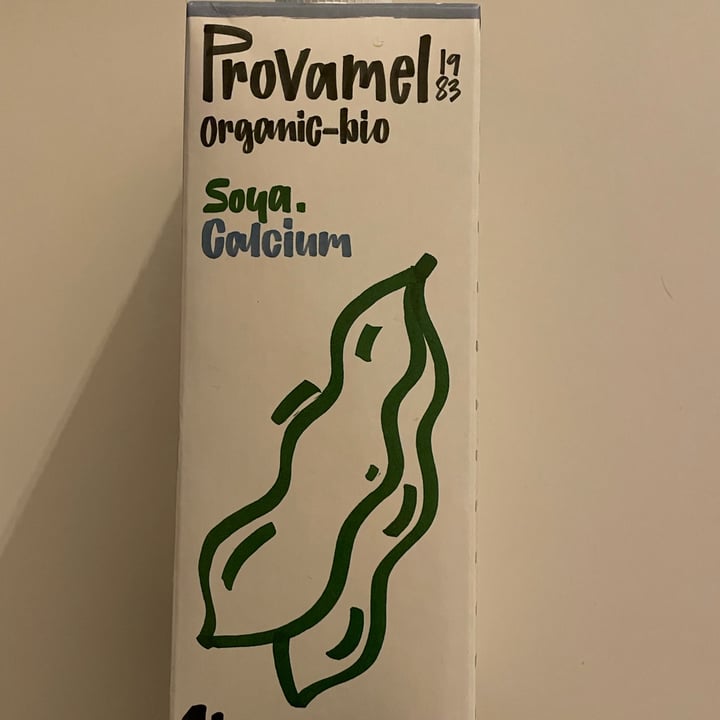 Provamel 19
83
organic-bio
Soya.
Calcium